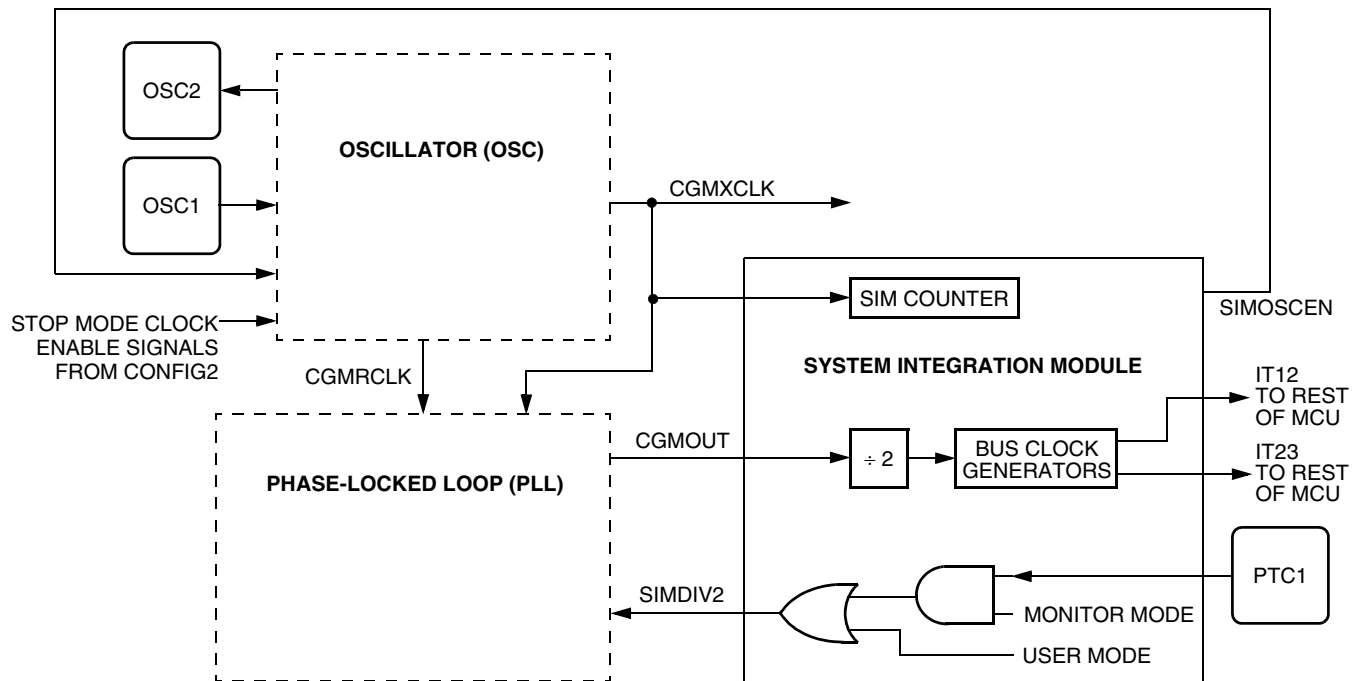 OSC2
OSCILLATOR (OSC)
OSC1
CGMXCLK
SIM COUNTER
SIMOSCEN
STOP MODE CLOCK
ENABLE SIGNALS
FROM CONFIG2
CGMRCLK
SYSTEM INTEGRATION MODULE
IT12
TO REST
OF MCU
CGMOUT
÷ 2
BUS CLOCK
GENERATORS
IT23
TO REST
OF MCU
PHASE-LOCKED LOOP (PLL)
PTC1
SIMDIV2
MONITOR MODE
USER MODE